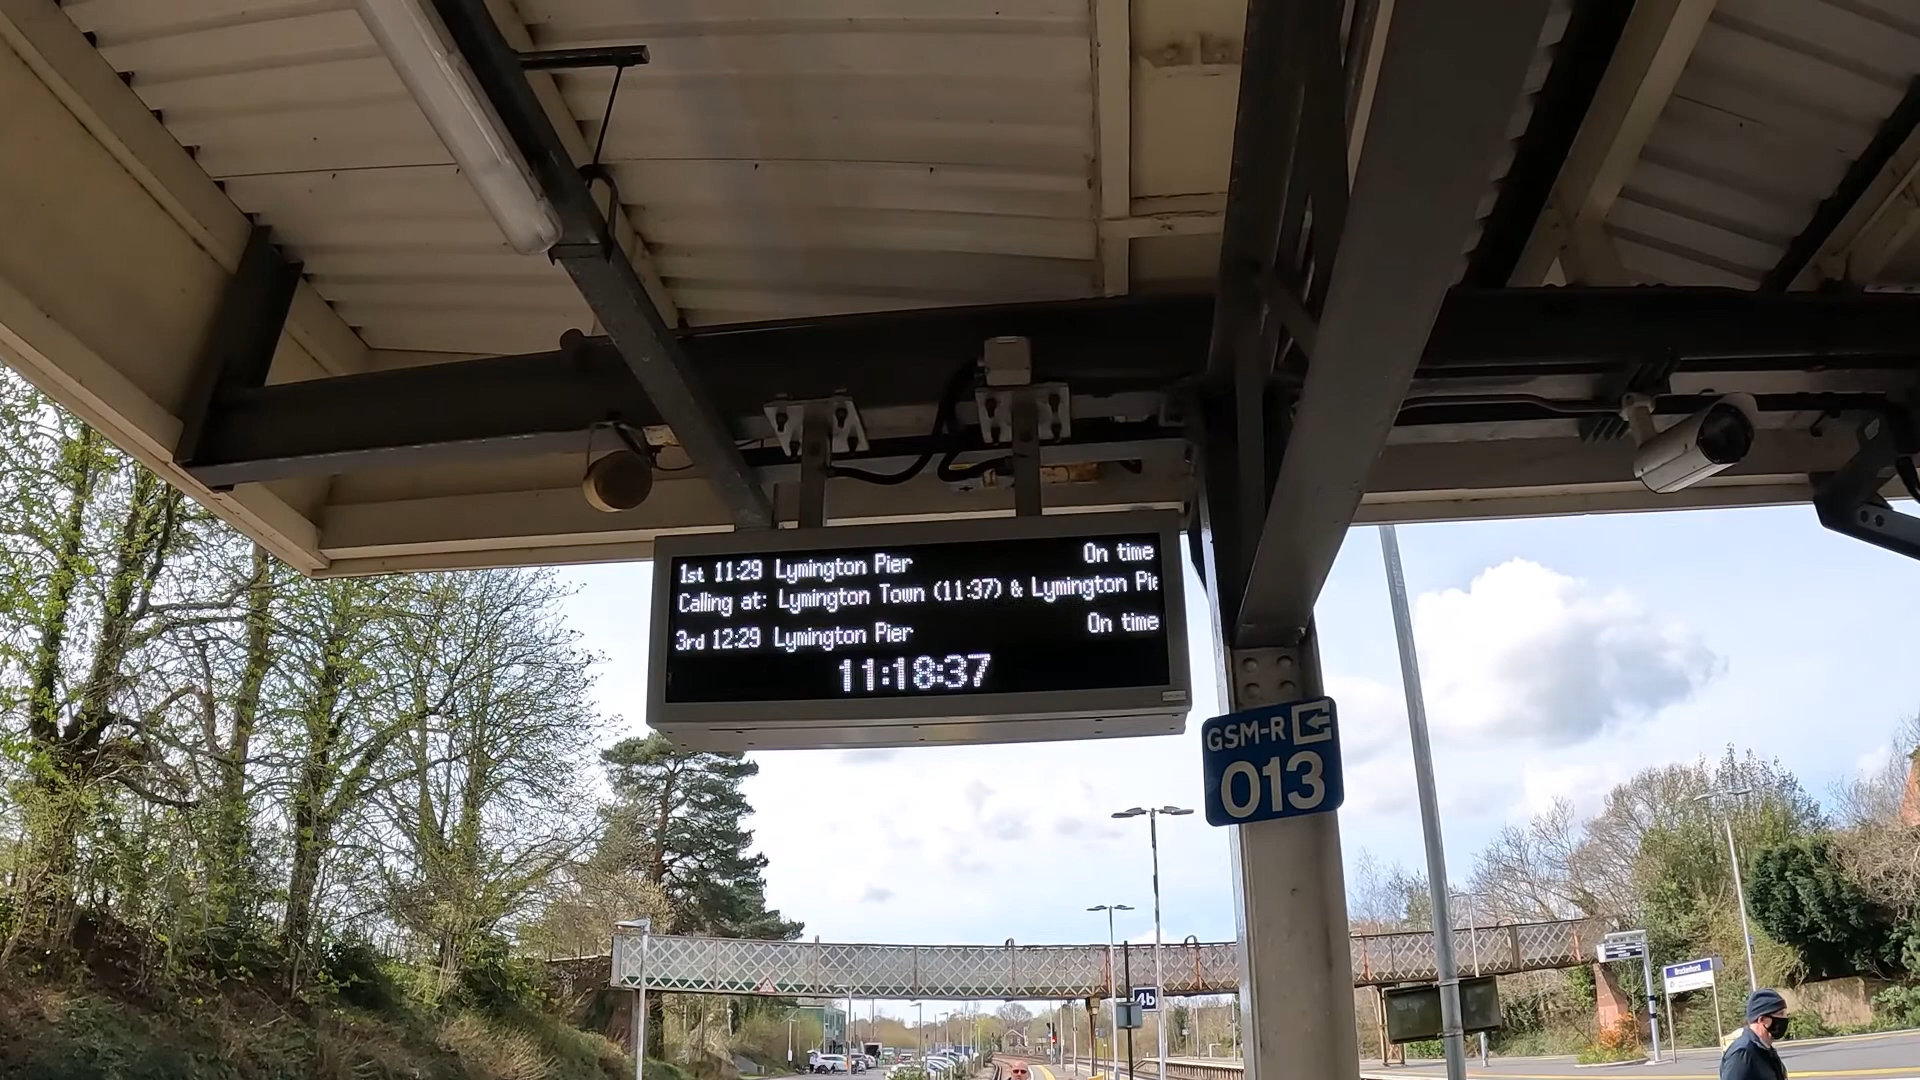 1st 11:29 Lymington Pier On time
Calling at: Lymington Town (11:37) & Lymington Pie
3rd 12:29 Lymington Pier On time
11:18:37
GSM-R
013
4b
Brockenhurst